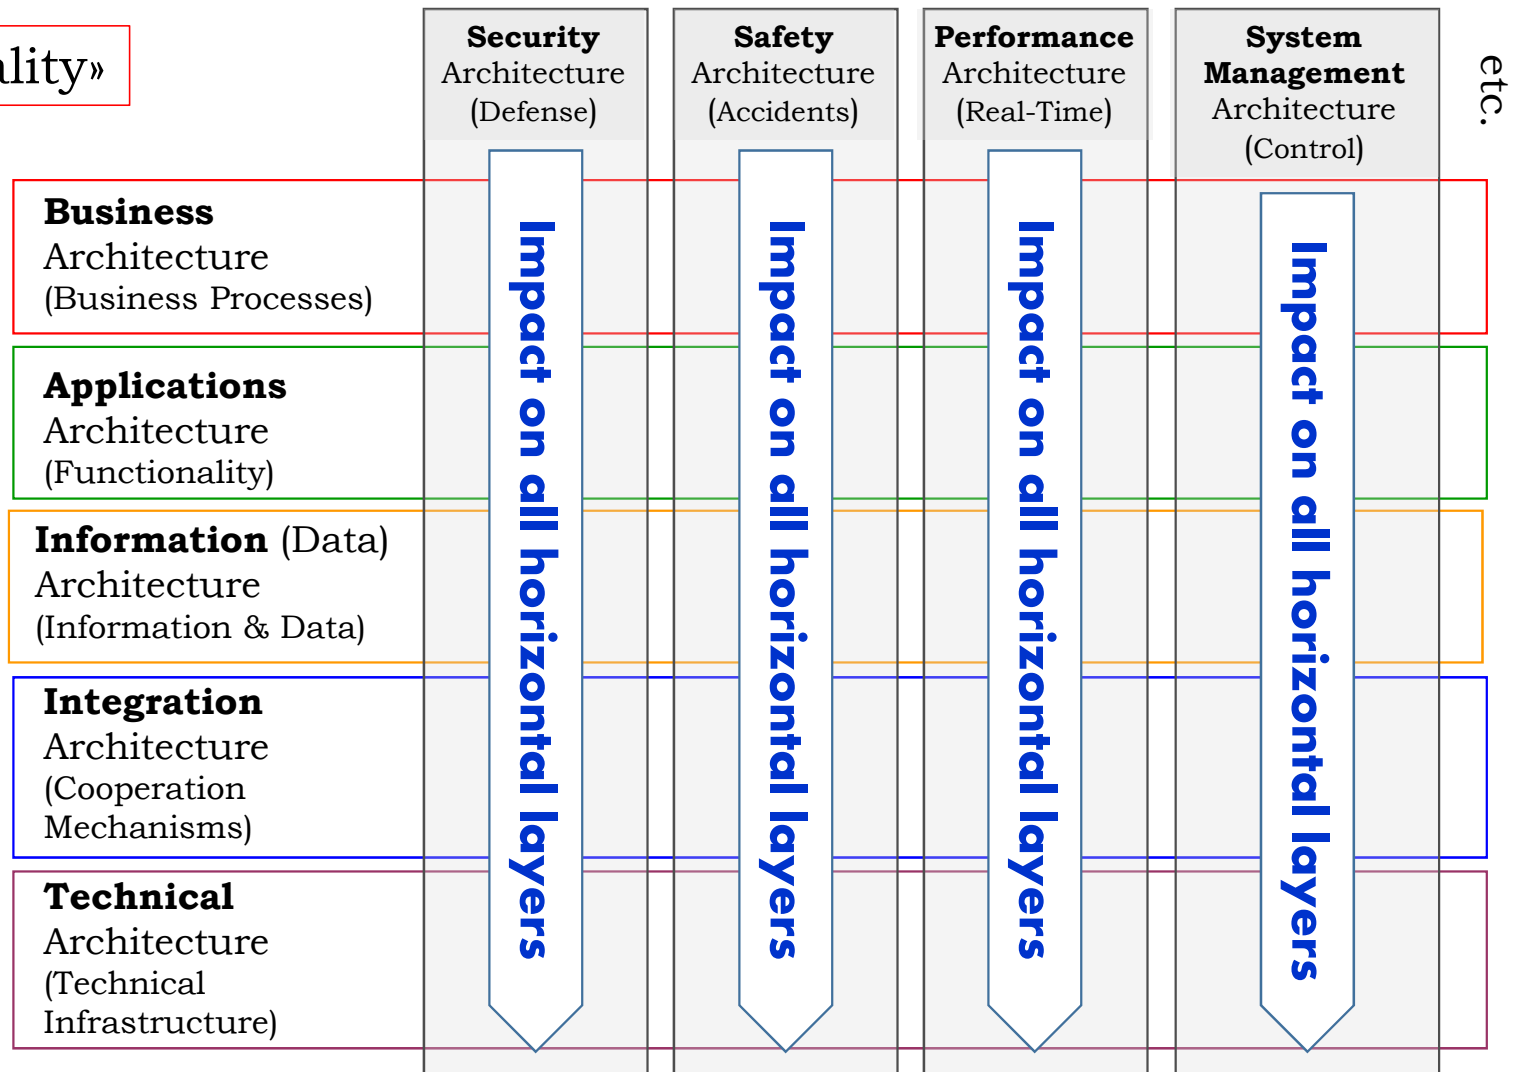 ality»
Security
Architecture
(Defense)
Safety
Architecture
(Accidents)
Performance
Architecture
(Real-Time)
System
Management
Architecture
(Control)
etc.
Business
Architecture
(Business Processes)
Applications
Architecture
(Functionality)
Information (Data)
Architecture
(Information & Data)
Integration
Architecture
(Cooperation
Mechanisms)
Technical
Architecture
(Technical
Infrastructure)
Impact on all horizontal layers
Impact on all horizontal layers
Impact on all horizontal layers
Impact on all horizontal layers